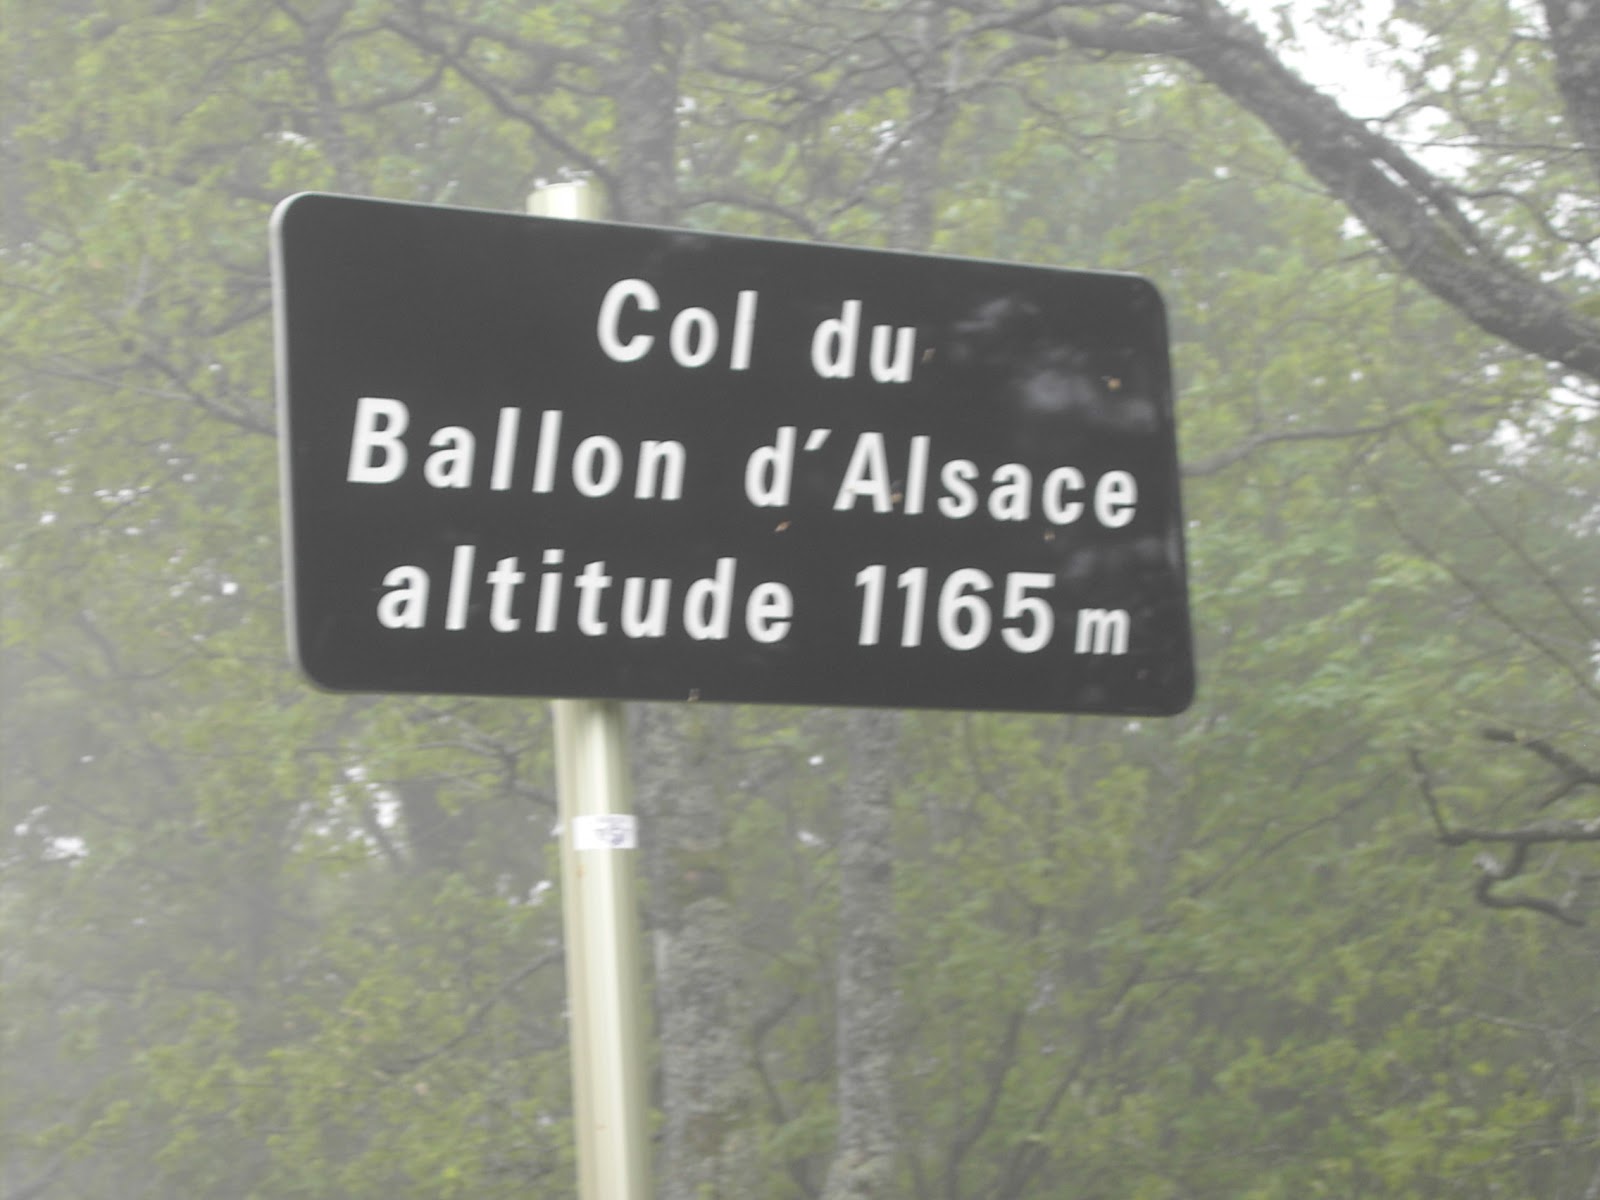 Col du
Ballon d'Alsace
altitude 1165 m